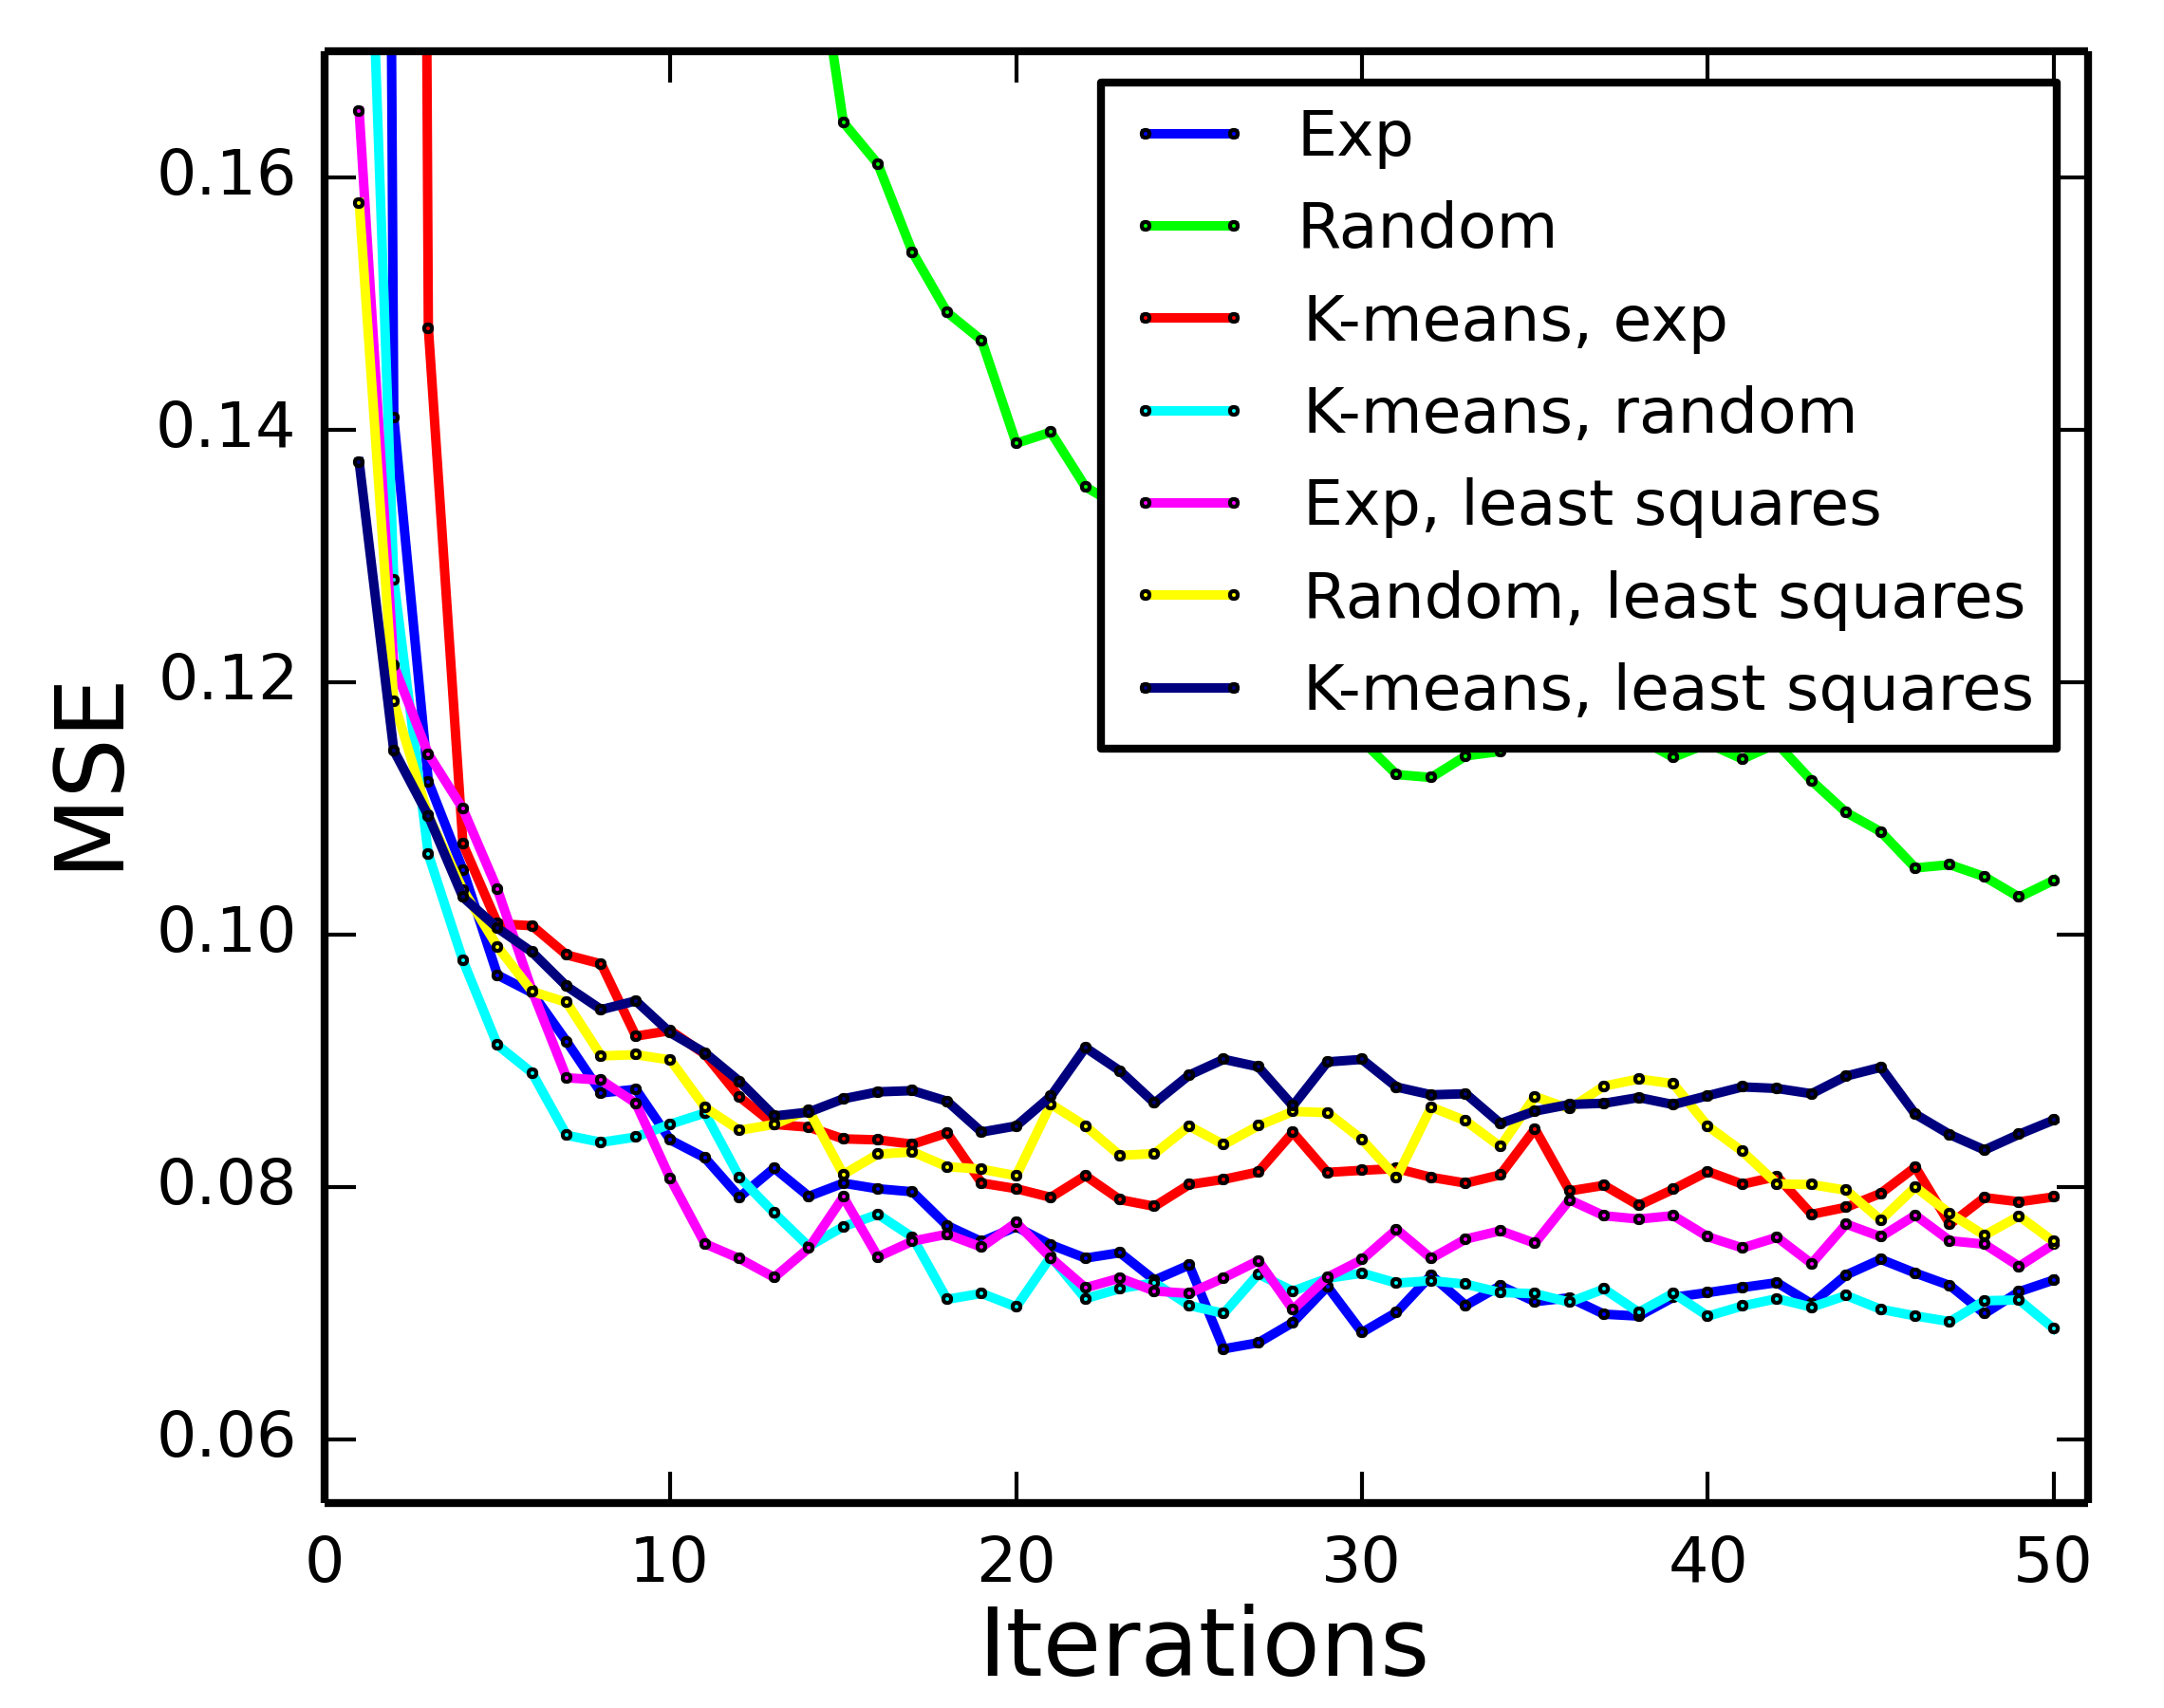 0.16
0.14
0.12
0.10
0.08
0.06
MSE
0 10 20 30 40 50
Iterations
Exp
Random
K-means, exp
K-means, random
Exp, least squares
Random, least squares
K-means, least squares